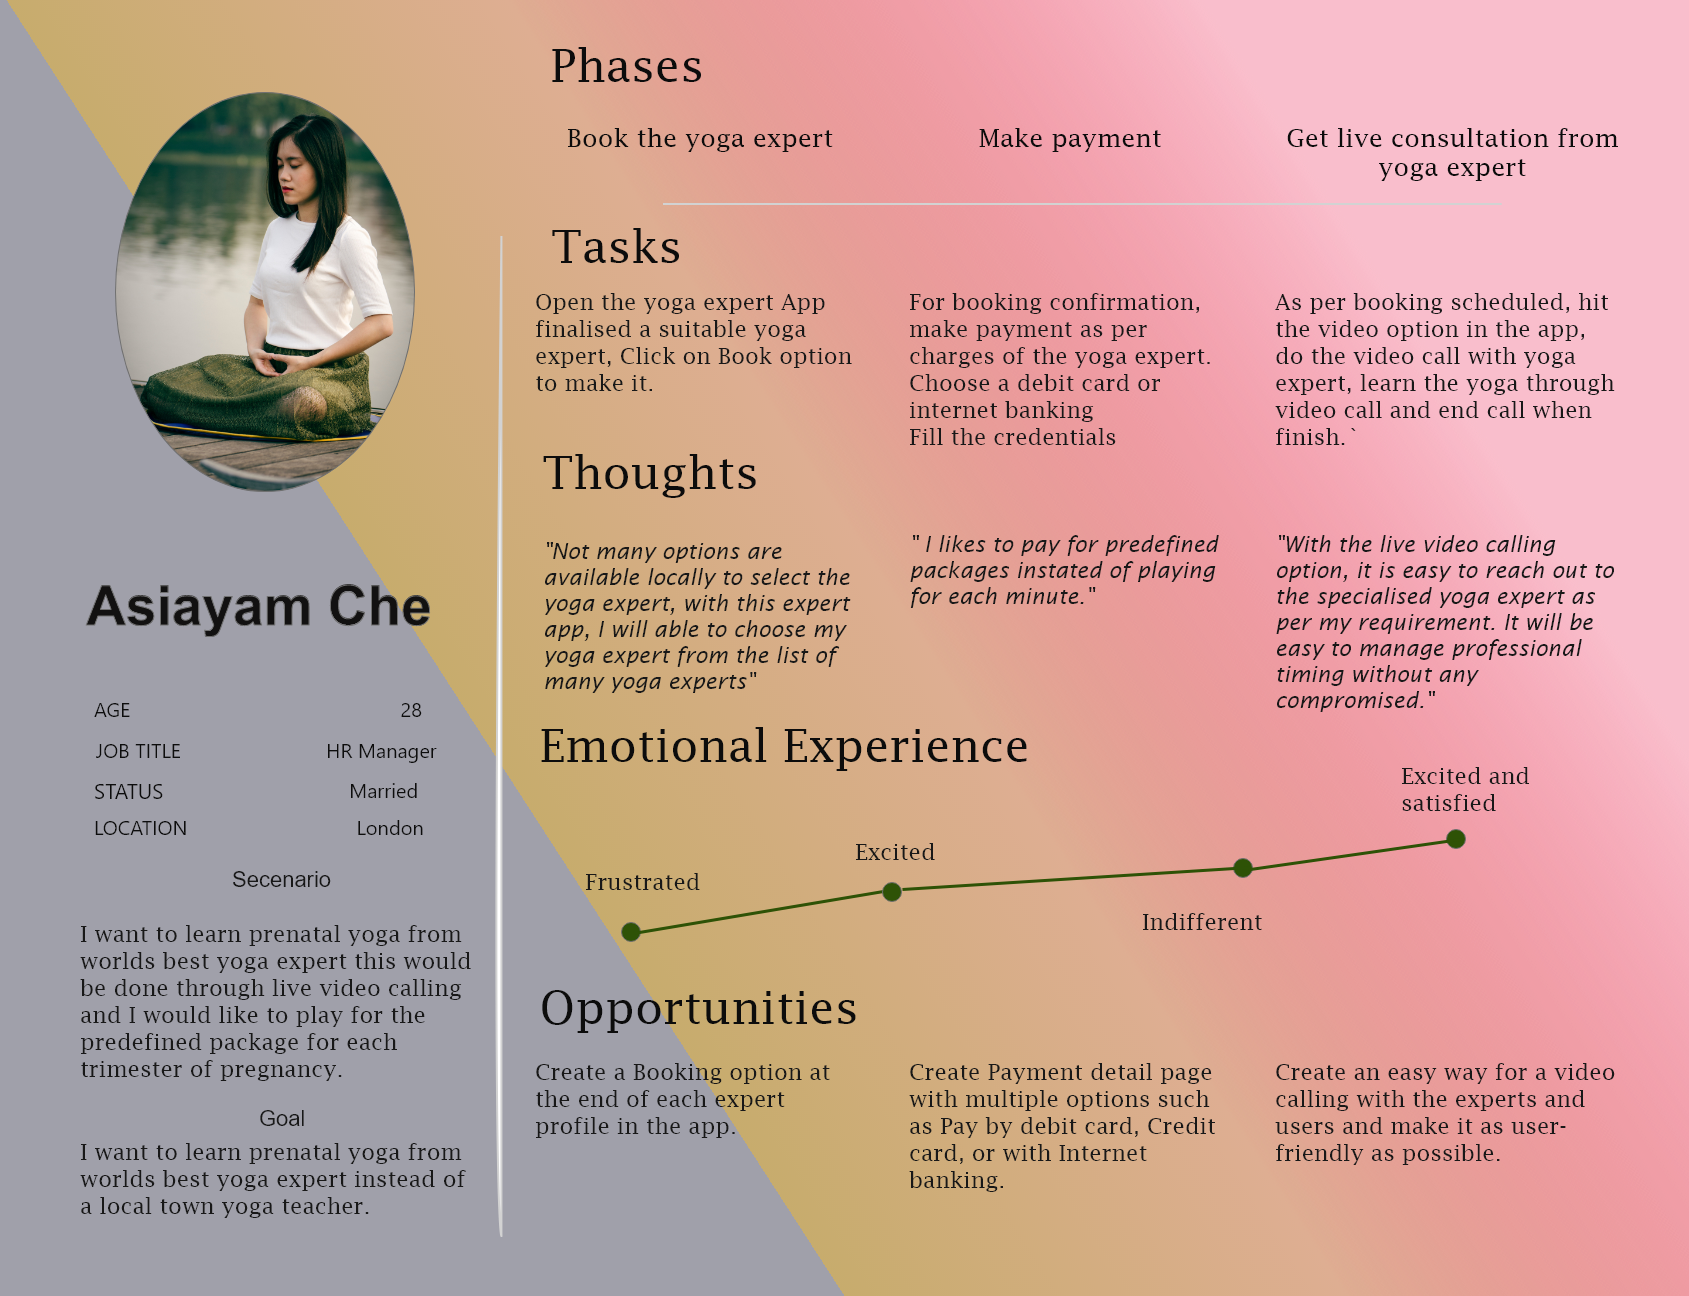 Phases
Book the yoga expert
Make payment
Get live consultation from
yoga expert
Tasks
Open the yoga expert App
finalised a suitable yoga
expert, Click on Book option
to make it.
For booking confirmation,
make payment as per
charges of the yoga expert.
Choose a debit card or
internet banking
Fill the credentials
As per booking scheduled, hit
the video option in the app,
do the video call with yoga
expert, learn the yoga through
video call and end call when
finish.`
Thoughts
"Not many options are
available locally to select the
yoga expert, with this expert
app, I will able to choose my
yoga expert from the list of
many yoga experts"
" I likes to pay for predefined
packages instated of playing
for each minute."
"With the live video calling
option, it is easy to reach out to
the specialised yoga expert as
per my requirement. It will be
easy to manage professional
timing without any
compromised."
Emotional Experience
Frustrated
Excited
Indifferent
Excited and
satisfied
Opportunities
Create a Booking option at
the end of each expert
profile in the app.
Create Payment detail page
with multiple options such
as Pay by debit card, Credit
card, or with Internet
banking.
Create an easy way for a video
calling with the experts and
users and make it as user-
friendly as possible.
Asiayam Che
AGE 28
JOB TITLE HR Manager
STATUS Married
LOCATION London
Secenario
I want to learn prenatal yoga from
worlds best yoga expert this would
be done through live video calling
and I would like to play for the
predefined package for each
trimester of pregnancy.
Goal
I want to learn prenatal yoga from
worlds best yoga expert instead of
a local town yoga teacher.